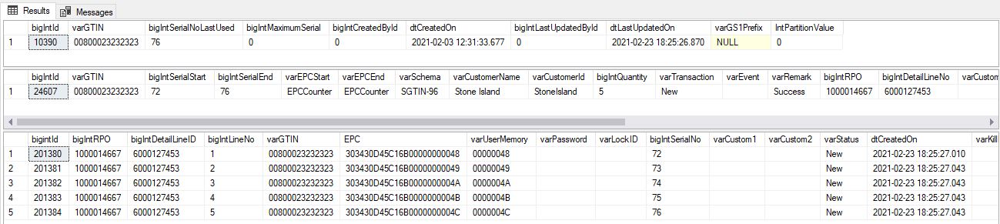 Results Messages
bigIntId varGTIN bigIntSerialNoLastUsed bigIntMaximumSerial bigIntCreatedById dtCreatedOn bigIntLastUpdatedById dtLastUpdatedOn varGS1Prefix IntPartitionValue
1 10390 00800023232323 76 0 0 2021-02-03 12:31:33.677 0 2021-02-23 18:25:26.870 NULL 0
bigIntId varGTIN bigIntSerialStart bigIntSerialEnd varEPCStart varEPCEnd varSchema varCustomerName varCustomerId bigIntQuantity varTransaction varEvent varRemark bigIntRPO bigIntDetailLineNo varCustom
1 24607 00800023232323 72 76 EPCCounter EPCCounter SGTIN-96 Stone Island StoneIsland 5 New Success 1000014667 6000127453
bigintId bigIntRPO bigIntDetailLineID bigIntLineNo varGTIN EPC varUserMemory varPassword varLockID bigIntSerialNo varCustom1 varCustom2 varStatus dtCreatedOn varKill
1 201380 1000014667 6000127453 1 00800023232323 303430D45C16B00000000048 00000048 72 New 2021-02-23 18:25:27.010
2 201381 1000014667 6000127453 2 00800023232323 303430D45C16B00000000049 00000049 73 New 2021-02-23 18:25:27.043
3 201382 1000014667 6000127453 3 00800023232323 303430D45C16B0000000004A 0000004A 74 New 2021-02-23 18:25:27.043
4 201383 1000014667 6000127453 4 00800023232323 303430D45C16B0000000004B 0000004B 75 New 2021-02-23 18:25:27.043
5 201384 1000014667 6000127453 5 00800023232323 303430D45C16B0000000004C 0000004C 76 New 2021-02-23 18:25:27.043